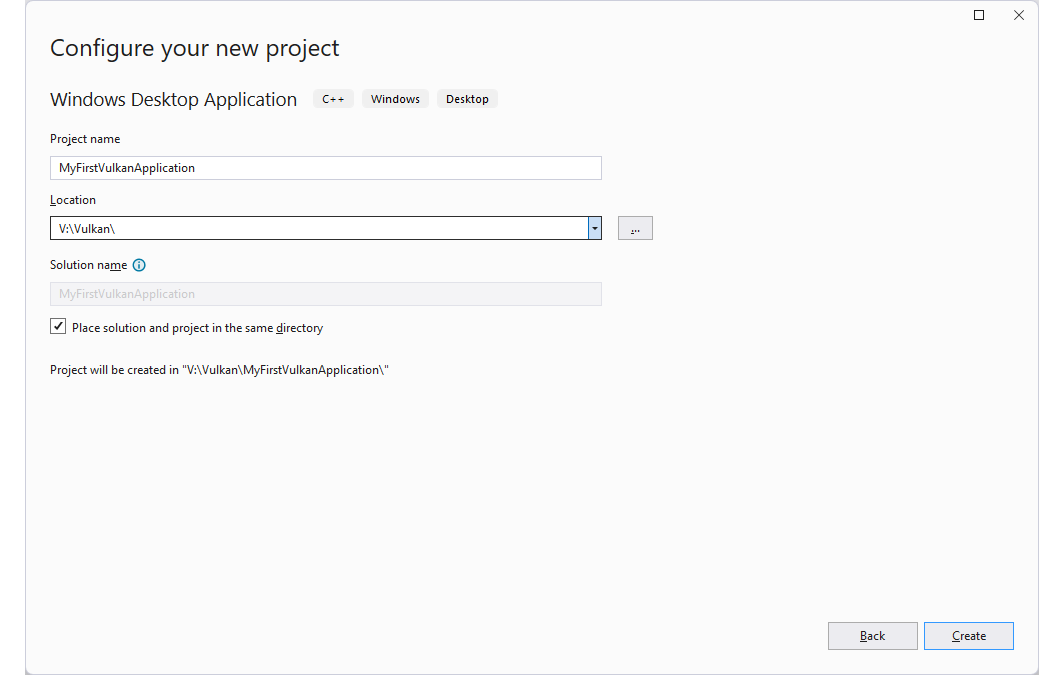 Configure your new project
Windows Desktop Application C++ Windows Desktop
Project name
MyFirstVulkanApplication
Location
V:\Vulkan\
...
Solution name
MyFirstVulkanApplication
Place solution and project in the same directory
Project will be created in "V:\Vulkan\MyFirstVulkanApplication\"
Back Create